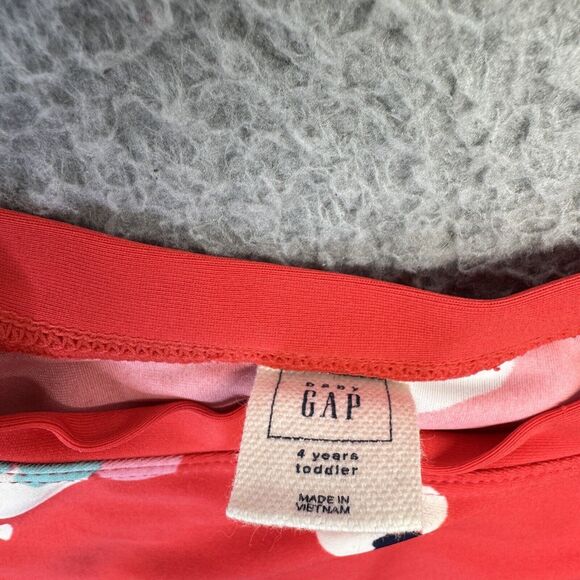 baby
GAP
4 years
toddler
MADE IN
VIETNAM